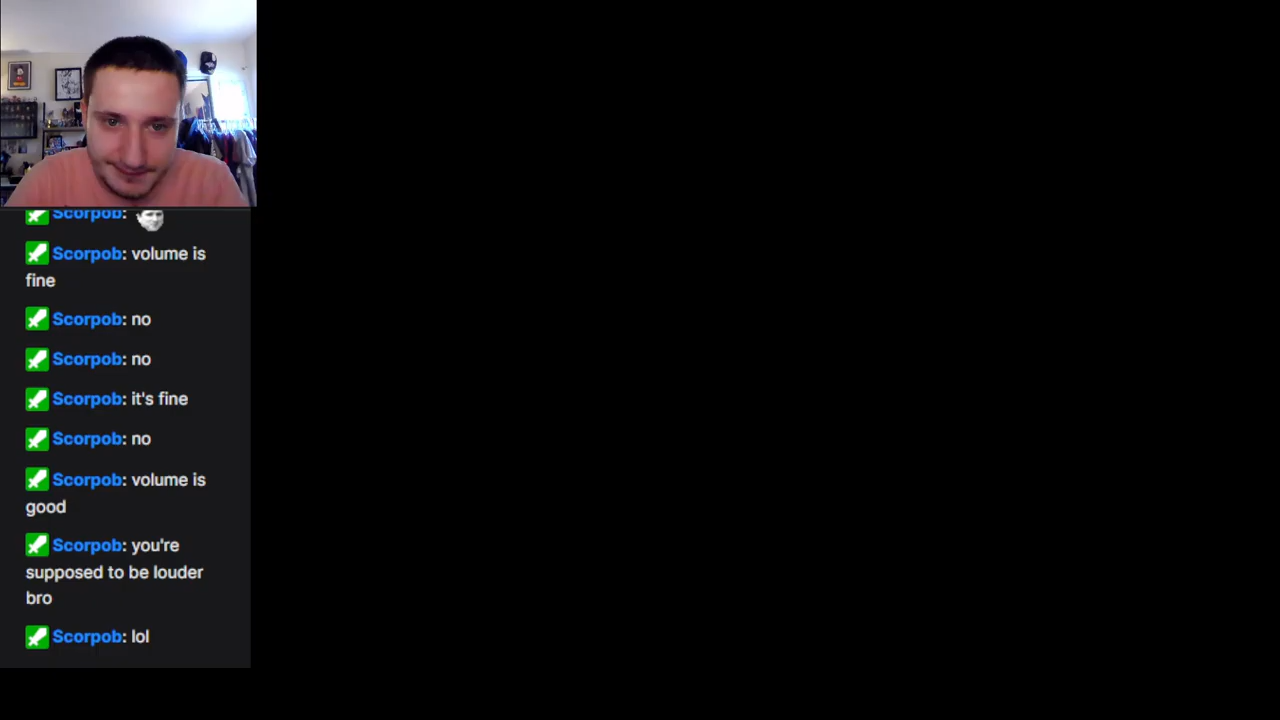 Scorpob:
Scorpob: volume is
fine
Scorpob: no
Scorpob: no
Scorpob: it's fine
Scorpob: no
Scorpob: volume is
good
Scorpob: you're
supposed to be louder
bro
Scorpob: lol